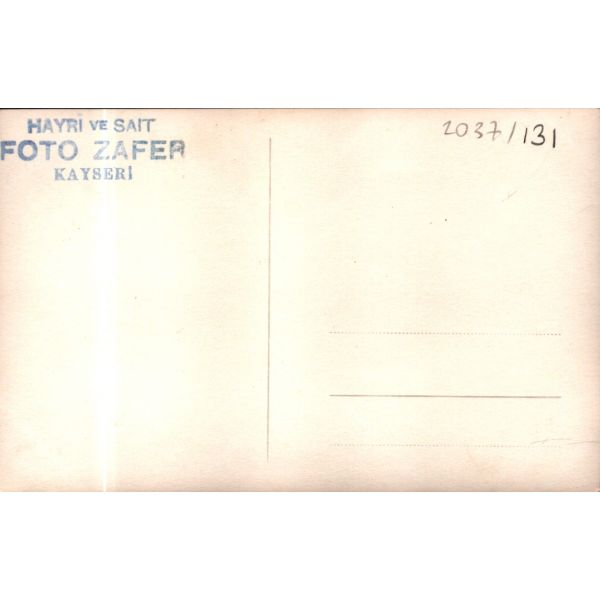 HAYRİ VE SAIT
FOTO ZAFER
KAYSERİ
2037/131